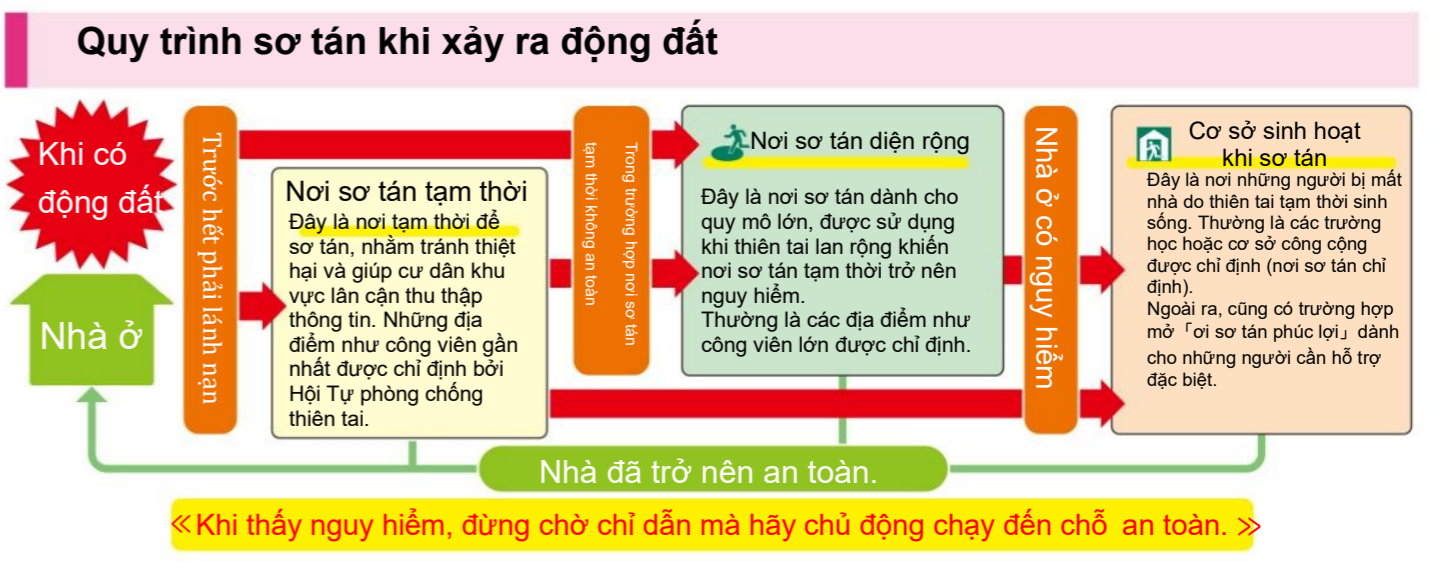 Quy trình sơ tán khi xảy ra động đất
Khi có
động đất
Nhà ở
Trước hết phải lánh nạn
Nơi sơ tán tạm thời
Đây là nơi tạm thời để
sơ tán, nhằm tránh thiệt
hại và giúp cư dân khu
vực lân cận thu thập
thông tin. Những địa
điểm như công viên gần
nhất được chỉ định bởi
Hội Tự phòng chống
thiên tai.
Trong trường hợp nơi sơ tán
tạm thời không an toàn
Nơi sơ tán diện rộng
Đây là nơi sơ tán dành cho
quy mô lớn, được sử dụng
khi thiên tai lan rộng khiến
nơi sơ tán tạm thời trở nên
nguy hiểm.
Thường là các địa điểm như
công viên lớn được chỉ định.
Nhà ở có nguy hiểm
Cơ sở sinh hoạt
khi sơ tán
Đây là nơi những người bị mất
nhà do thiên tai tạm thời sinh
sống. Thường là các trường
học hoặc cơ sở công cộng
được chỉ định (nơi sơ tán chỉ
định).
Ngoài ra, cũng có trường hợp
mở「ơi sơ tán phúc lợi」dành
cho những người cần hỗ trợ
đặc biệt.
Nhà đã trở nên an toàn.
≪Khi thấy nguy hiểm, đừng chờ chỉ dẫn mà hãy chủ động chạy đến chỗ an toàn. ≫